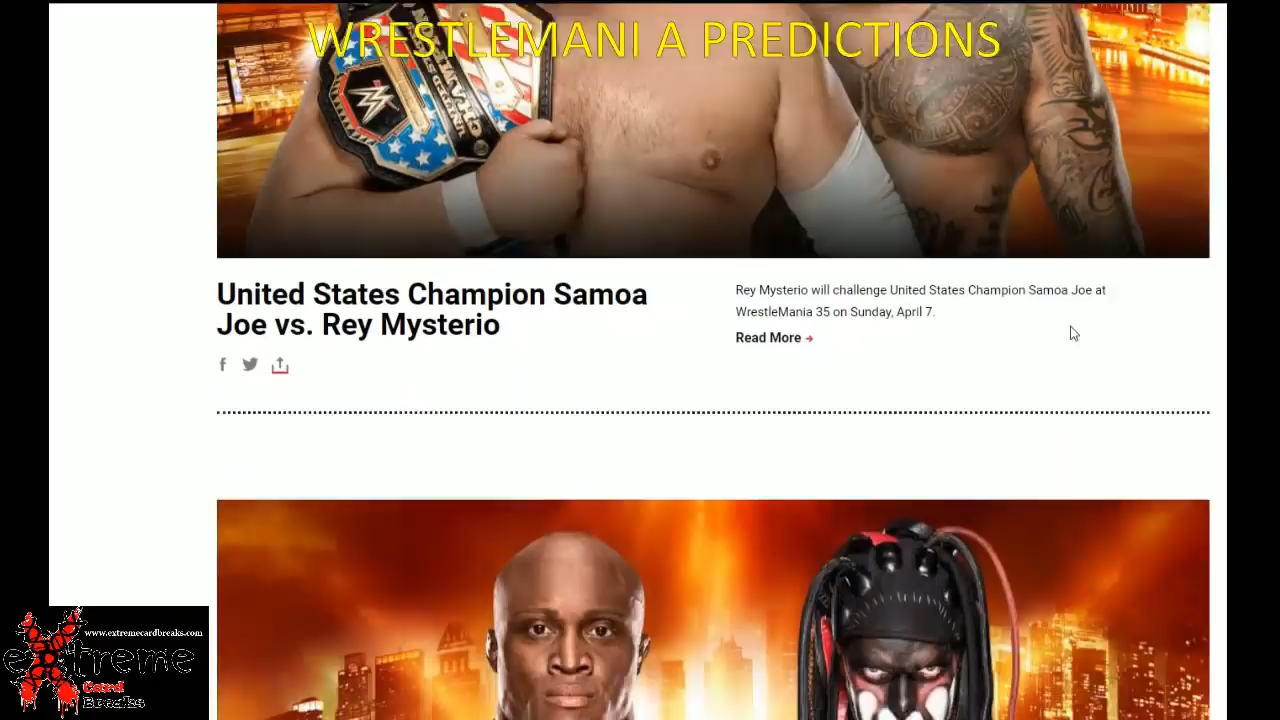 WRESTLEMANI A PREDICTIONS
United States Champion Samoa
Joe vs. Rey Mysterio
Rey Mysterio will challenge United States Champion Samoa Joe at
WrestleMania 35 on Sunday, April 7.
Read More
www.extremecardbreaks.com
extreme
Card
Breaks